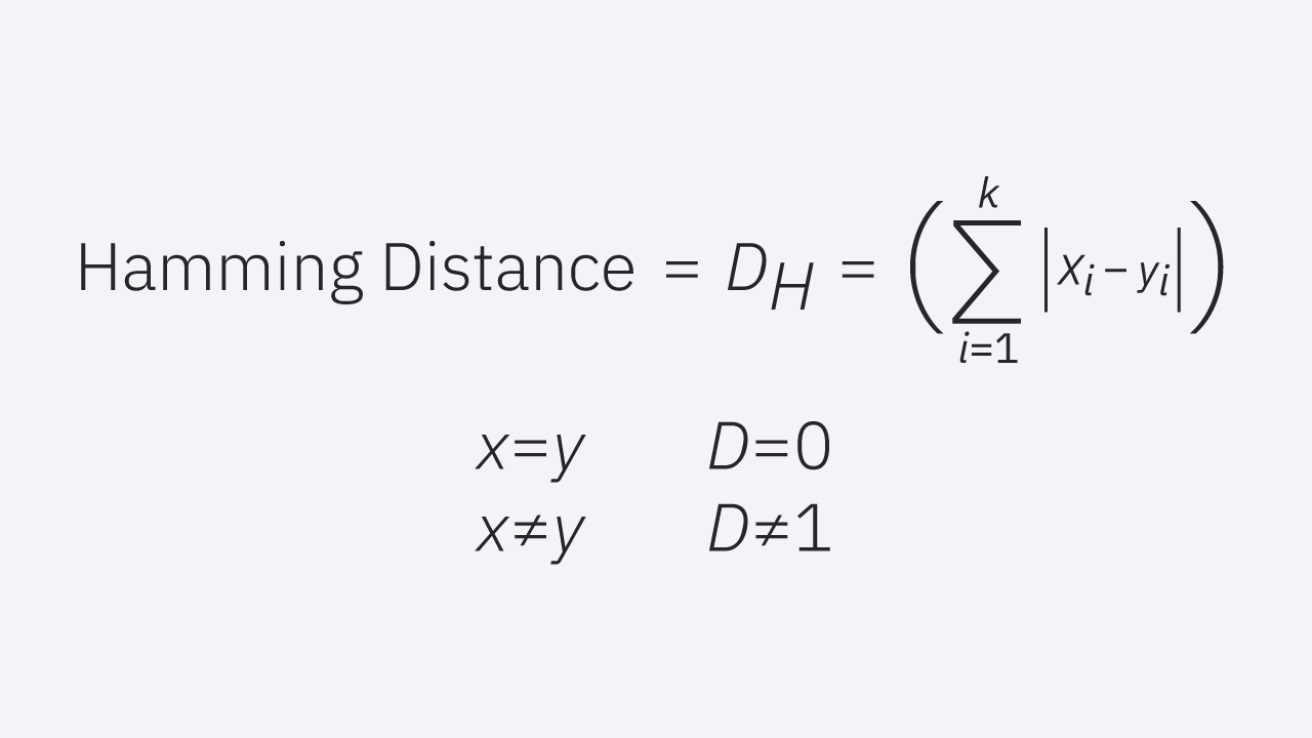 Hamming Distance = D_H = (∑_{i=1}^{k} |x_i − y_i|)
x=y D=0
x≠y D≠1